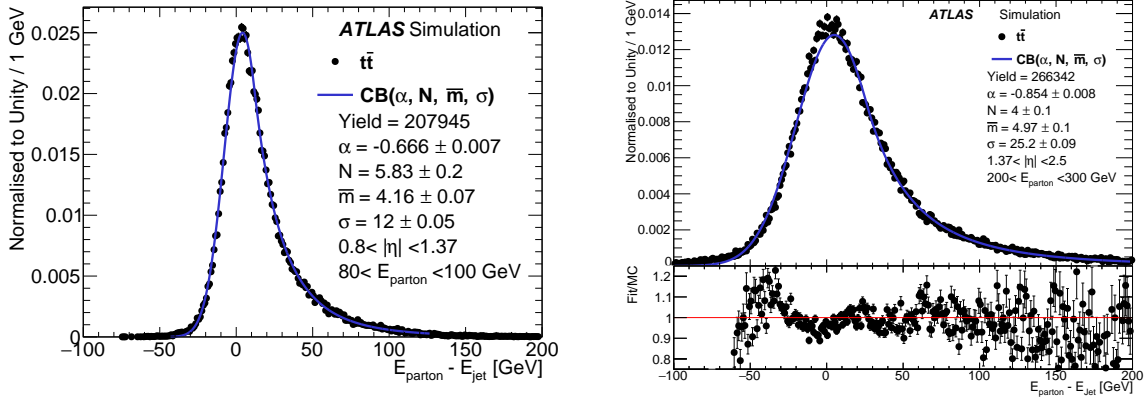 Normalised to Unity / 1 GeV
0.025
0.02
0.015
0.01
0.005
0
−100
−50
0
50
100
150
200
E_parton - E_jet [GeV]
ATLAS Simulation
tt̄
CB(α, N, m̄, σ)
Yield = 207945
α = -0.666 ± 0.007
N = 5.83 ± 0.2
m̄ = 4.16 ± 0.07
σ = 12 ± 0.05
0.8< |η| <1.37
80< E_parton <100 GeV
Normalised to Unity / 1 GeV
0.014
0.012
0.01
0.008
0.006
0.004
0.002
0
ATLAS Simulation
tt̄
CB(α, N, m̄, σ)
Yield = 266342
α = -0.854 ± 0.008
N = 4 ± 0.1
m̄ = 4.97 ± 0.1
σ = 25.2 ± 0.09
1.37< |η| <2.5
200< E_parton <300 GeV
Fit/MC
1.2
1.1
1
0.9
0.8
−100
−50
0
50
100
150
200
E_parton - E_Jet [GeV]